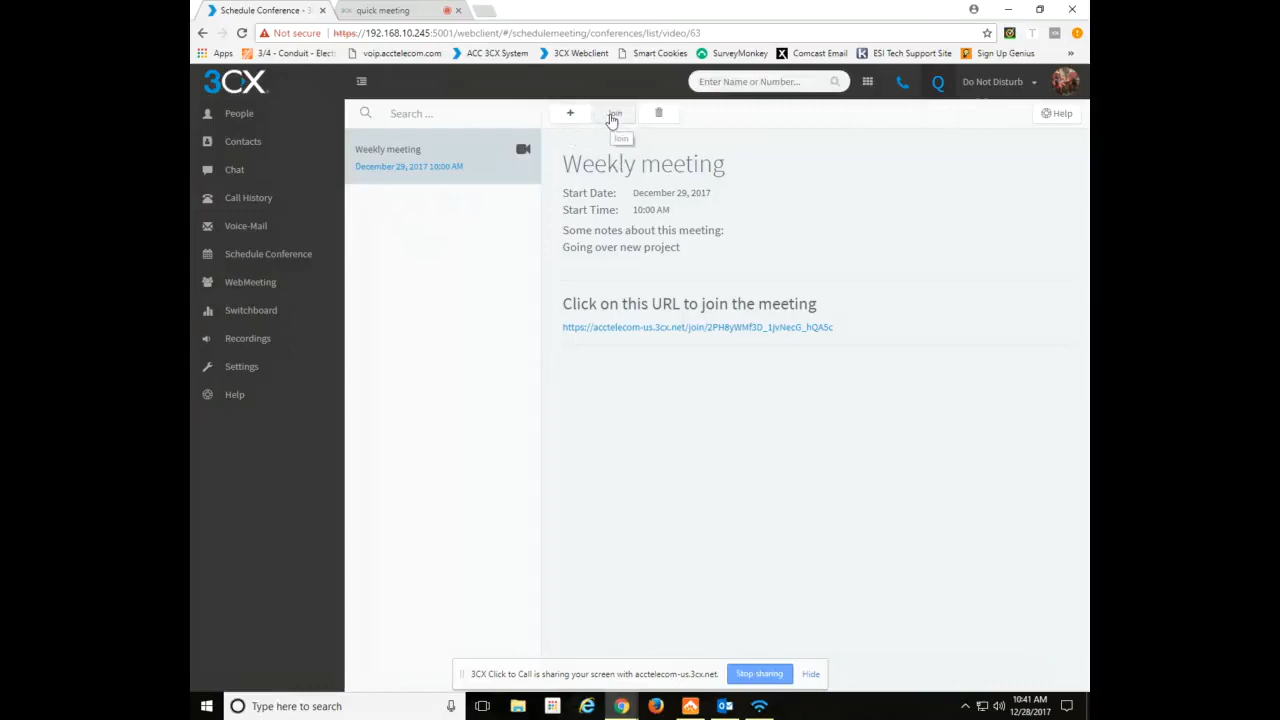 Schedule Conference - 3
quick meeting
Not secure
https://192.168.10.245:5001/webclient/#/schedulemeeting/conferences/list/video/63
Apps
3/4 - Conduit - Elect
voip.acctelecom.com
ACC 3CX System
3CX Webclient
Smart Cookies
SurveyMonkey
Comcast Email
ESI Tech Support Site
Sign Up Genius
»
3CX
Enter Name or Number...
Q
Do Not Disturb
People
Contacts
Chat
Call History
Voice-Mail
Schedule Conference
WebMeeting
Switchboard
Recordings
Settings
Help
Search ...
+
Join
Help
Join
Weekly meeting
December 29, 2017 10:00 AM
Weekly meeting
Start Date: December 29, 2017
Start Time: 10:00 AM
Some notes about this meeting:
Going over new project
Click on this URL to join the meeting
https://acctelecom-us.3cx.net/join/2PH8yWMf3D_1jvNecG_hQA5c
3CX Click to Call is sharing your screen with acctelecom-us.3cx.net.
Stop sharing
Hide
Type here to search
10:41 AM
12/28/2017